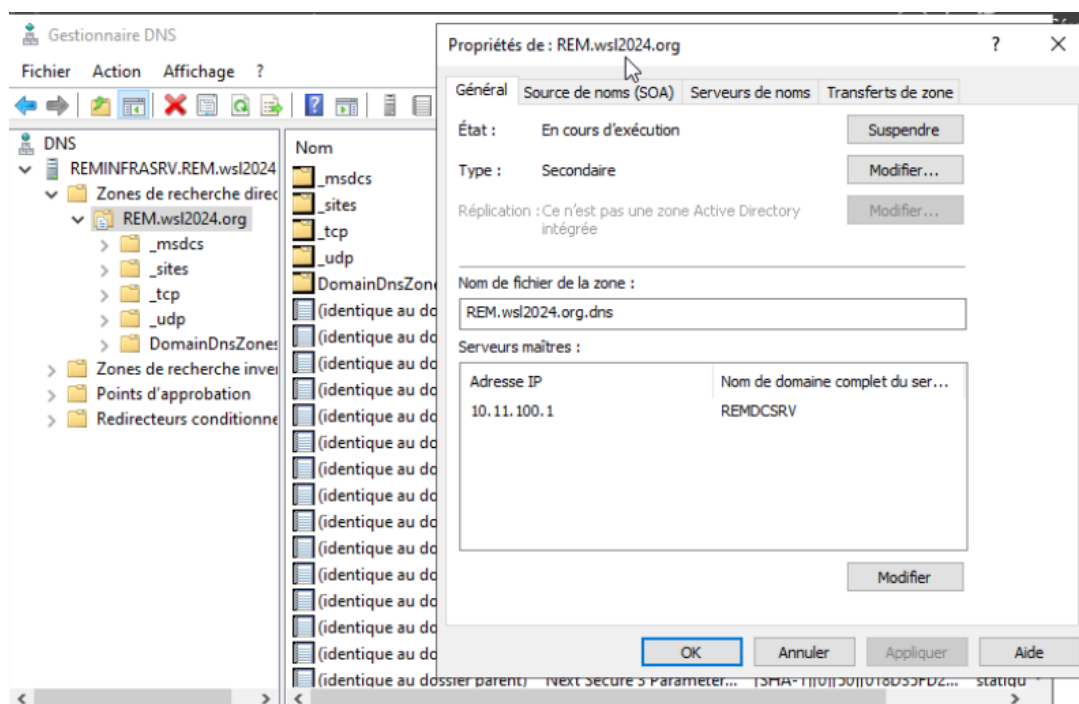 Gestionnaire DNS
Fichier Action Affichage ?
DNS
REMINFRASRV.REM.wsl2024
Zones de recherche direc
REM.wsl2024.org
_msdcs
_sites
_tcp
_udp
DomainDnsZones
Zones de recherche inver
Points d'approbation
Redirecteurs conditionne
Nom
_msdcs
_sites
_tcp
_udp
DomainDnsZone
(identique au do
(identique au do
(identique au do
(identique au do
(identique au do
(identique au do
(identique au do
(identique au do
(identique au do
(identique au do
(identique au do
(identique au do
(identique au do
(identique au do
(identique au dossier parent) Next Secure 3 Parameter... statiqu
Propriétés de : REM.wsl2024.org
? 
Général Source de noms (SOA) Serveurs de noms Transferts de zone
État : En cours d'exécution Suspendre
Type : Secondaire Modifier...
Réplication : Ce n'est pas une zone Active Directory Modifier...
intégrée
Nom de fichier de la zone :
REM.wsl2024.org.dns
Serveurs maîtres :
Adresse IP Nom de domaine complet du ser...
10.11.100.1 REMDCSRV
Modifier
OK Annuler Appliquer Aide